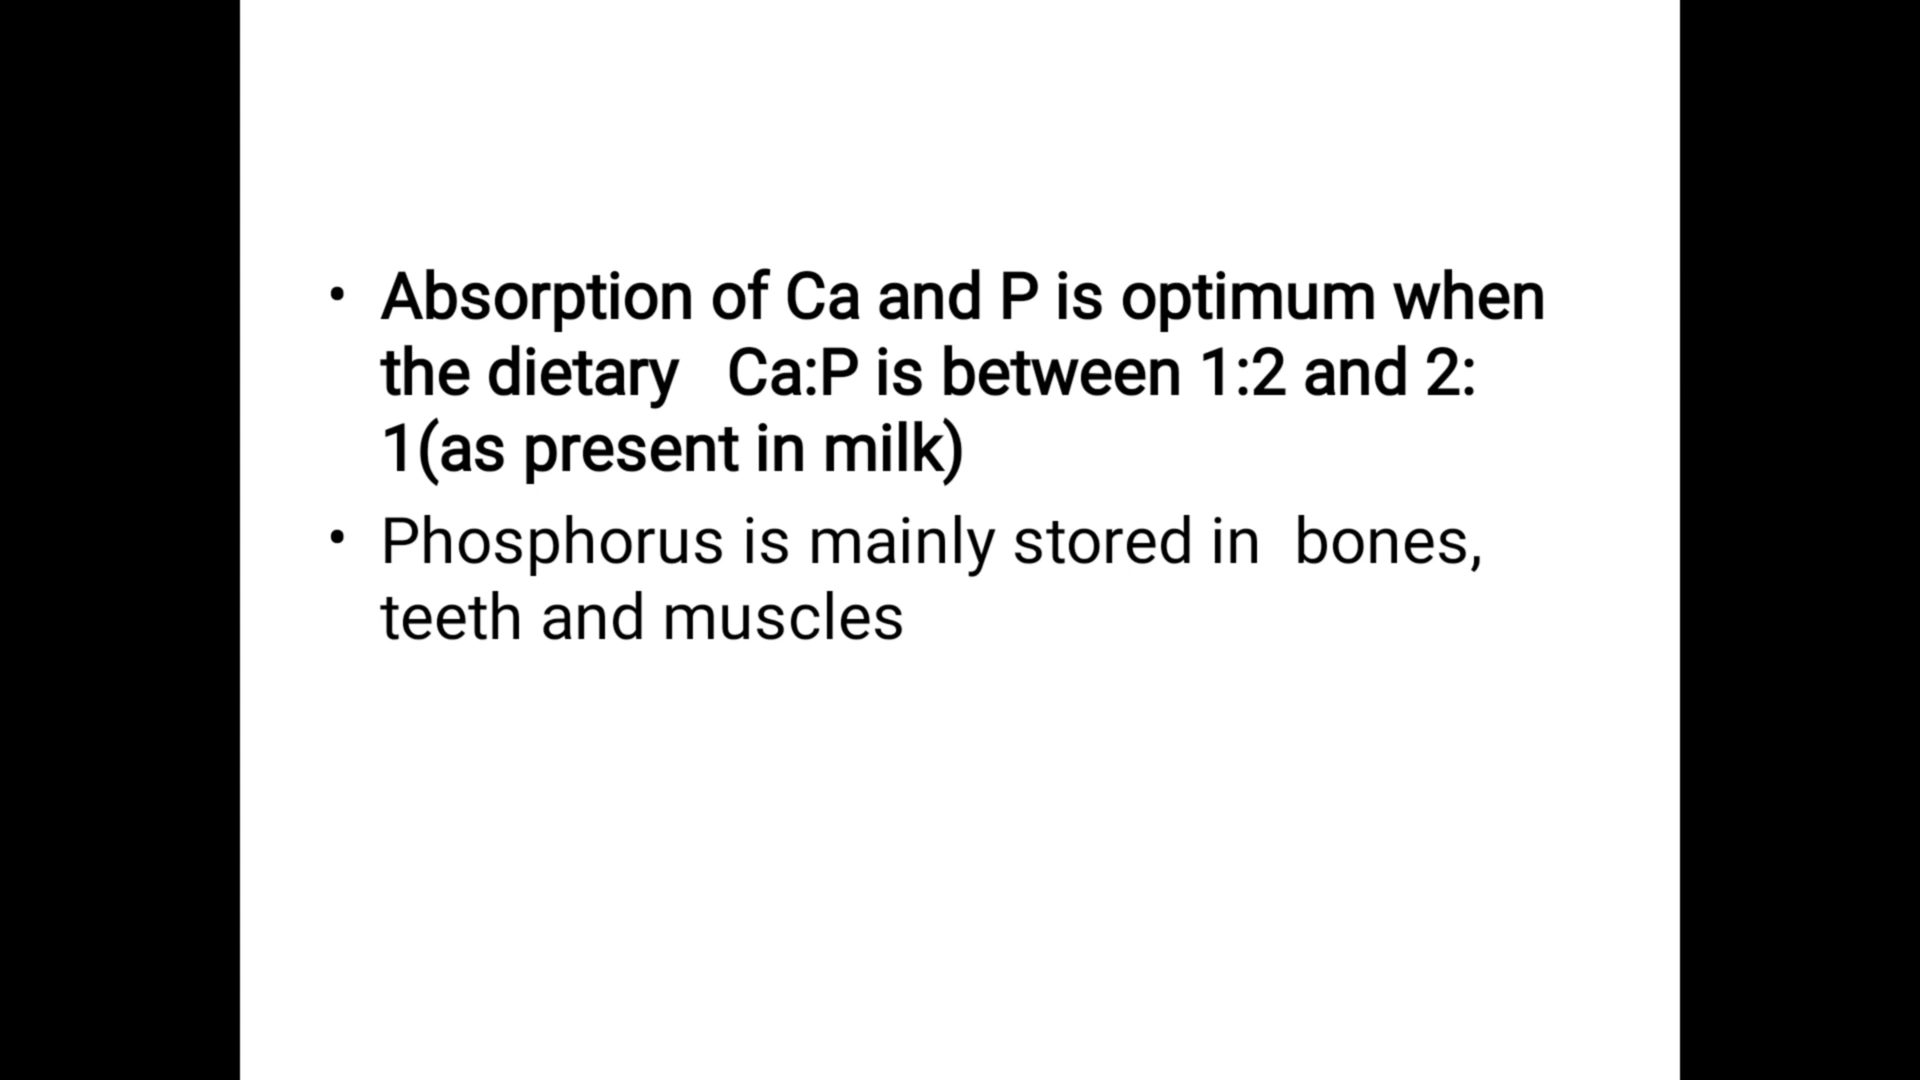 • Absorption of Ca and P is optimum when
the dietary   Ca:P is between 1:2 and 2:
1(as present in milk)
• Phosphorus is mainly stored in  bones,
teeth and muscles